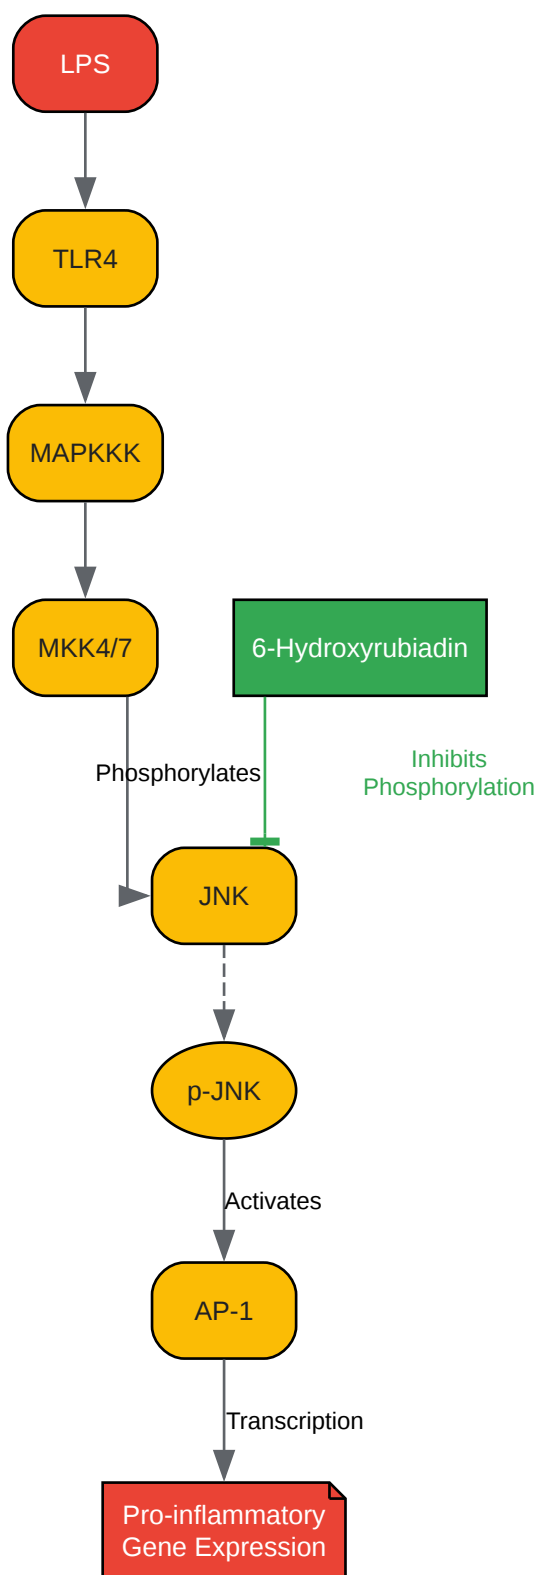 LPS
TLR4
MAPKKK
MKK4/7
6-Hydroxyrubiadin
Phosphorylates
Inhibits
Phosphorylation
JNK
p-JNK
Activates
AP-1
Transcription
Pro-inflammatory
Gene Expression